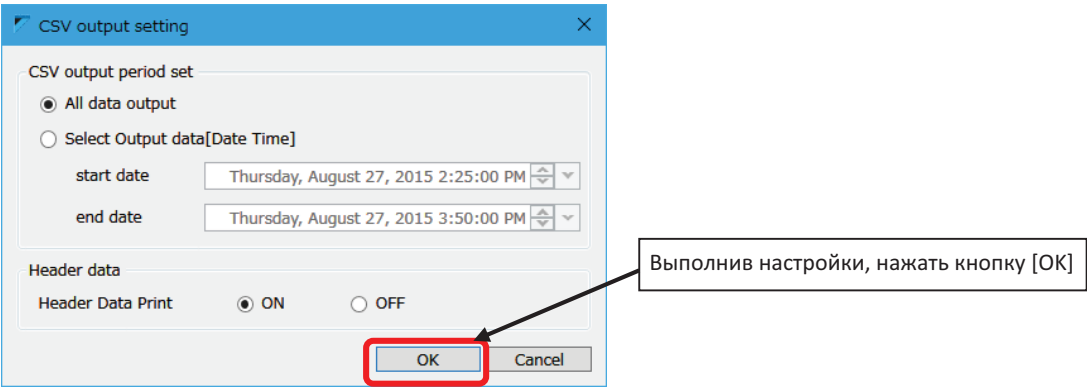 CSV output setting
CSV output period set
All data output
Select Output data[Date Time]
start date
Thursday, August 27, 2015 2:25:00 PM
end date
Thursday, August 27, 2015 3:50:00 PM
Выполнив настройки, нажать кнопку [OK]
Header data
Header Data Print ON OFF
OK Cancel